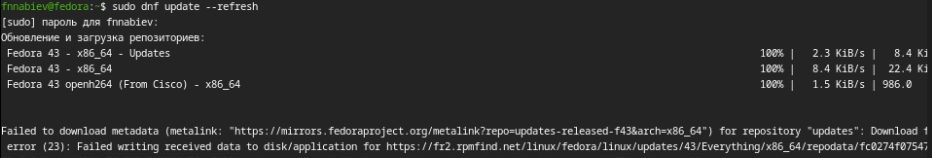 fnnabiev@fedora:~$ sudo dnf update --refresh
[sudo] пароль для fnnabiev:
Обновление и загрузка репозиториев:
Fedora 43 - x86_64 - Updates 100% | 2.3 KiB/s | 8.4 Ki
Fedora 43 - x86_64 100% | 8.4 KiB/s | 22.4 Ki
Fedora 43 openh264 (From Cisco) - x86_64 100% | 1.5 KiB/s | 986.0
Failed to download metadata (metalink: "https://mirrors.fedoraproject.org/metalink?repo=updates-released-f43&arch=x86_64") for repository "updates": Download f
error (23): Failed writing received data to disk/application for https://fr2.rpmfind.net/linux/fedora/linux/updates/43/Everything/x86_64/repodata/fc0274f07547